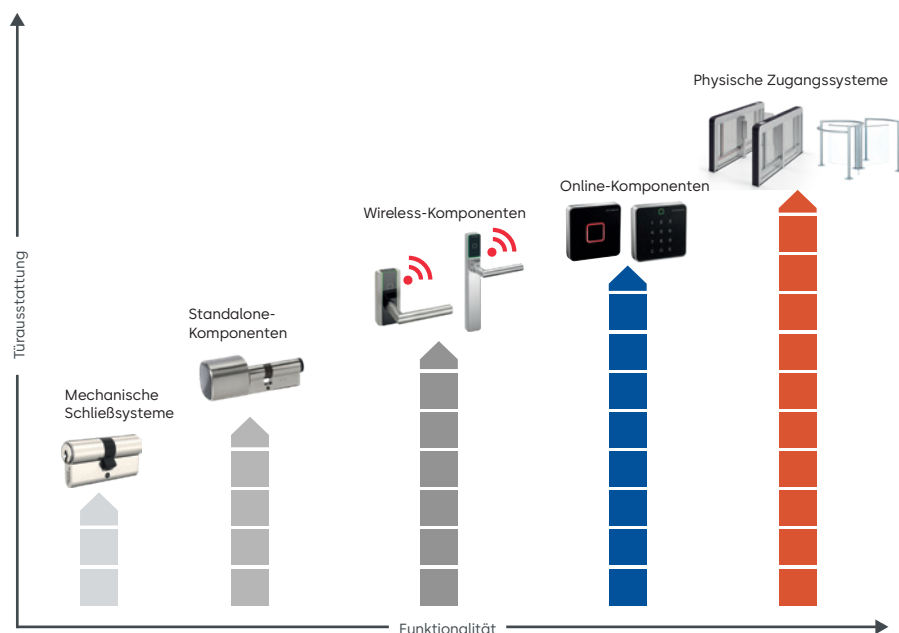 Physische Zugangssysteme
Online-Komponenten
Wireless-Komponenten
Standalone-
Komponenten
Mechanische
Schließsysteme
Türausstattung
Funktionalität